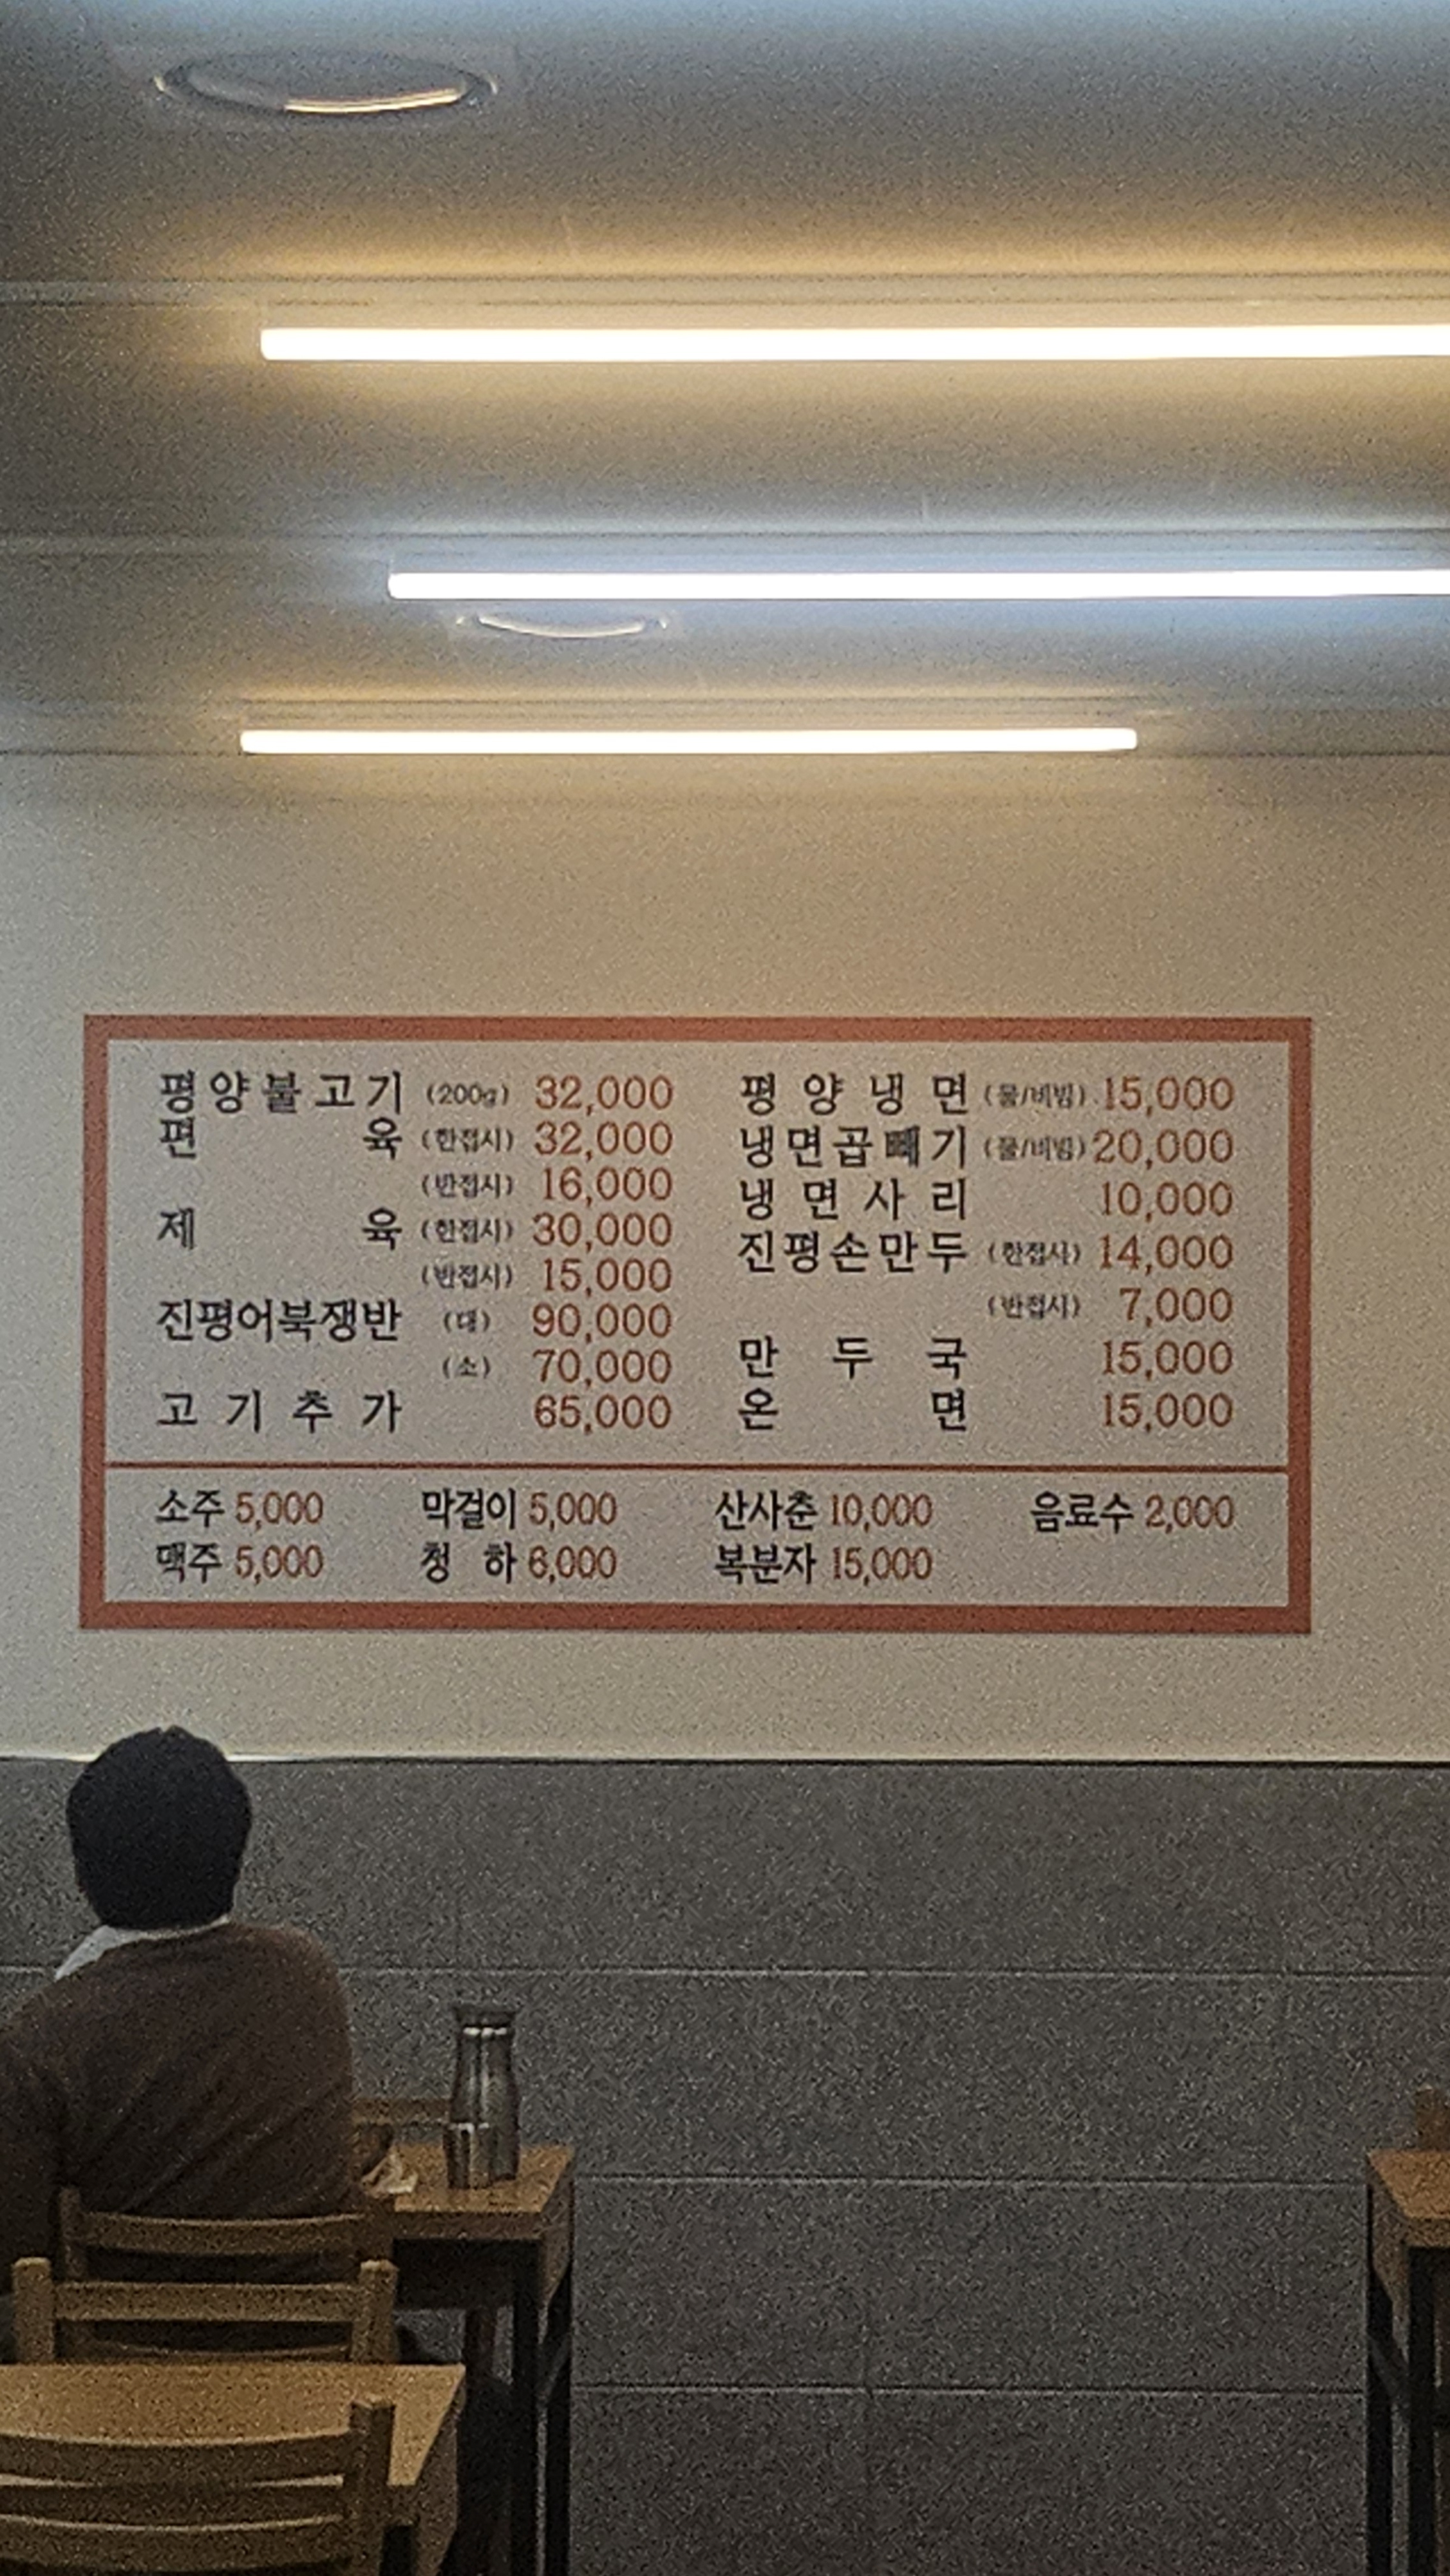 평양불고기 (200g) 32,000
편육 (한접시) 32,000
(반접시) 16,000
제육 (한접시) 30,000
(반접시) 15,000
진평어북쟁반 (대) 90,000
(소) 70,000
고기추가 65,000
평양냉면 (물/비빔) 15,000
냉면곱빼기 (물/비빔) 20,000
냉면사리 10,000
진평손만두 (한접시) 14,000
(반접시) 7,000
만두국 15,000
온면 15,000
소주 5,000 막걸이 5,000 산사춘 10,000 음료수 2,000
맥주 5,000 청하 6,000 복분자 15,000